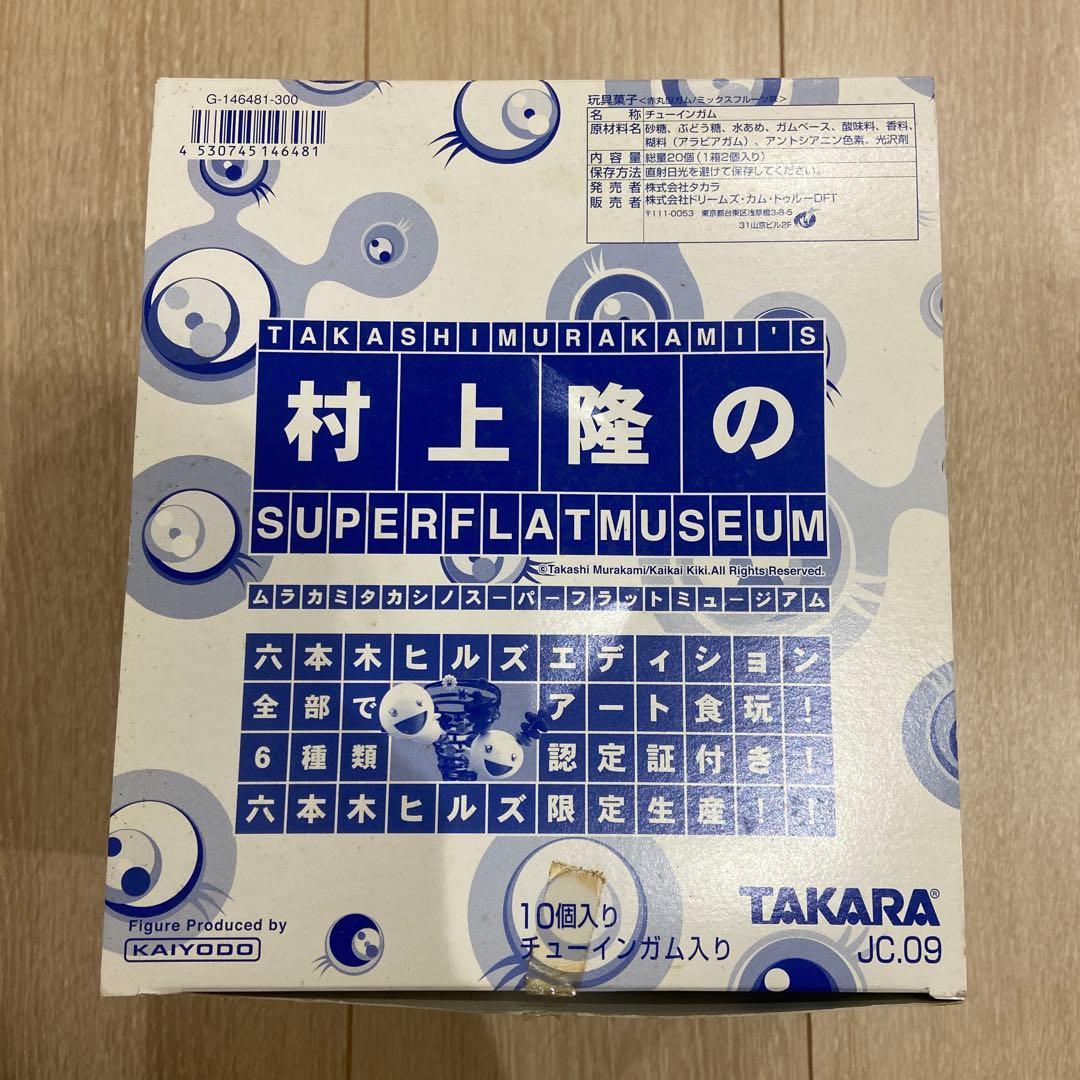 G-146481-300
4 530745 146481
玩具菓子<赤丸型ガム/ミックスフルーツ味>
名 称 チューインガム
原材料名 砂糖、ぶどう糖、水あめ、ガムベース、酸味料、香料、
糊料（アラビアガム）、アントシアニン色素、光沢剤
内 容 量 総量20個（1箱2個入り）
保存方法 直射日光を避けて保存してください。
発 売 者 株式会社タカラ
販 売 者 株式会社ドリームズ・カム・トゥルーDFT
〒111-0053 東京都台東区浅草橋3-8-5
31山京ビル2F
TAKASHIMURAKAMI'S
村上隆の
SUPERFLATMUSEUM
©Takashi Murakami/Kaikai Kiki.All Rights Reserved.
ムラカミタカシノスーパーフラットミュージアム
六本木ヒルズエディション
全部で アート食玩！
6種類 認定証付き！
六本木ヒルズ限定生産！！
Figure Produced by
KAIYODO
10個入り
チューインガム入り
TAKARA®
JC.09